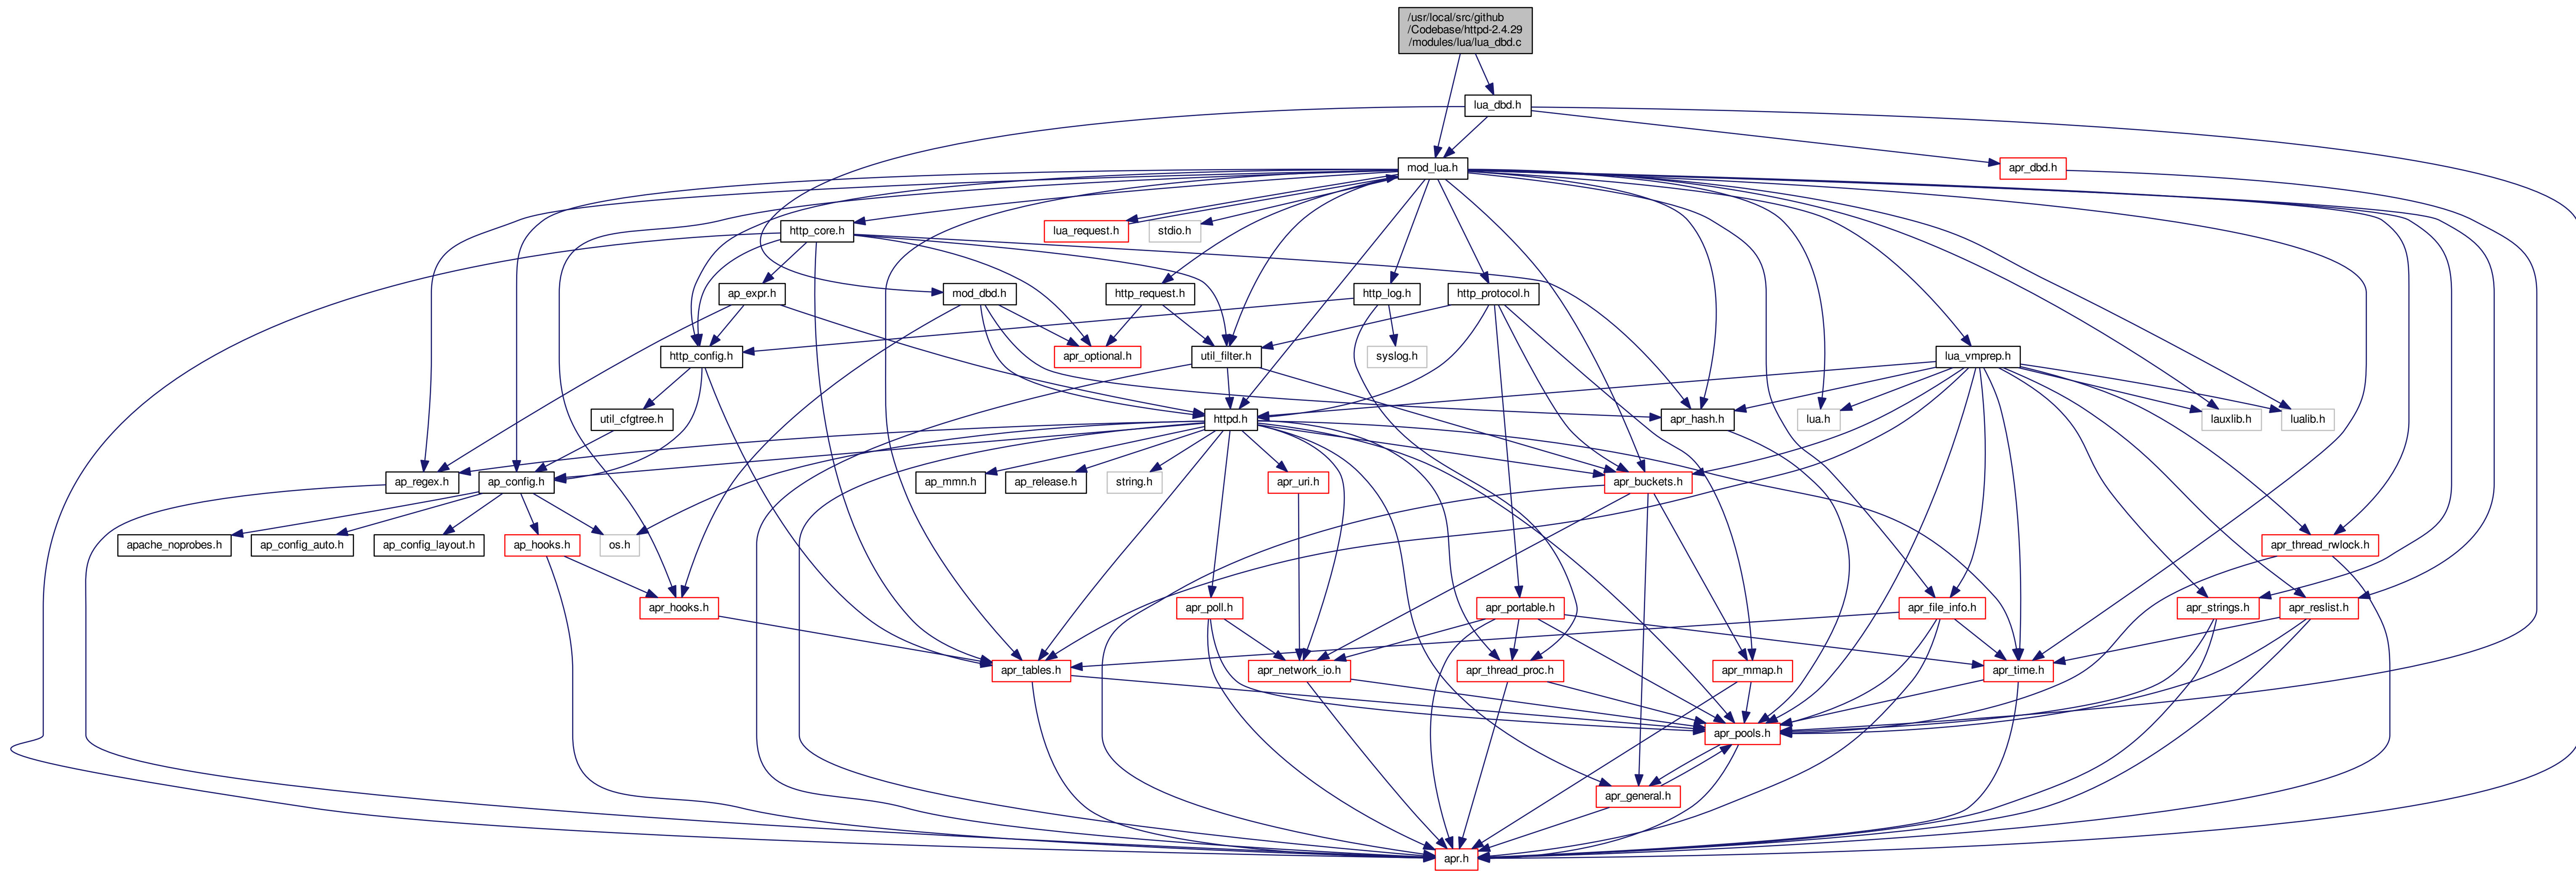 /usr/local/src/github
/Codebase/httpd-2.4.29
/modules/lua/lua_dbd.c
lua_dbd.h
mod_lua.h
apr_dbd.h
http_core.h
lua_request.h
stdio.h
ap_expr.h
mod_dbd.h
http_request.h
http_log.h
http_protocol.h
http_config.h
apr_optional.h
util_filter.h
syslog.h
lua_vmprep.h
util_cfgtree.h
httpd.h
apr_hash.h
lua.h
lauxlib.h
lualib.h
ap_regex.h
ap_config.h
ap_mmn.h
ap_release.h
string.h
apr_uri.h
apr_buckets.h
apache_noprobes.h
ap_config_auto.h
ap_config_layout.h
ap_hooks.h
os.h
apr_thread_rwlock.h
apr_hooks.h
apr_poll.h
apr_portable.h
apr_file_info.h
apr_strings.h
apr_reslist.h
apr_tables.h
apr_network_io.h
apr_thread_proc.h
apr_mmap.h
apr_time.h
apr_pools.h
apr_general.h
apr.h